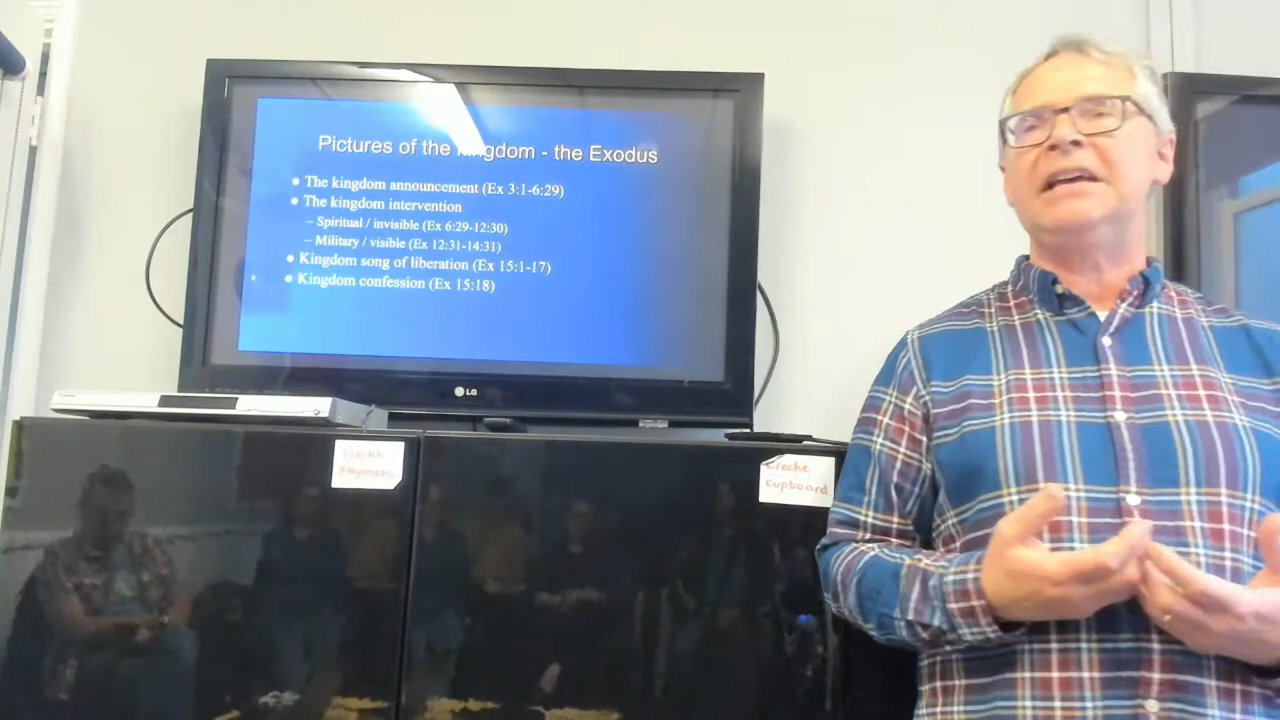 Pictures of the kingdom - the Exodus
• The kingdom announcement (Ex 3:1-6:29)
• The kingdom intervention
– Spiritual / invisible (Ex 6:29-12:30)
– Military / visible (Ex 12:31-14:31)
• Kingdom song of liberation (Ex 15:1-17)
• Kingdom confession (Ex 15:18)
LG
Creche
Creche
Cupboard